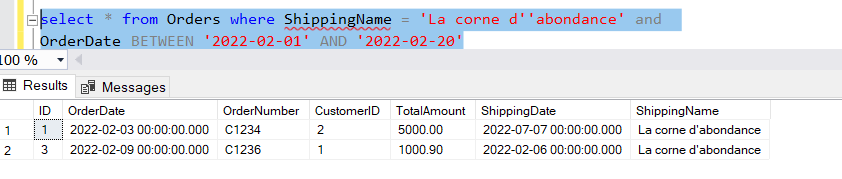 select * from Orders where ShippingName = 'La corne d''abondance' and
OrderDate BETWEEN '2022-02-01' AND '2022-02-20'
100 %
Results Messages
ID OrderDate OrderNumber CustomerID TotalAmount ShippingDate ShippingName
1 1 2022-02-03 00:00:00.000 C1234 2 5000.00 2022-07-07 00:00:00.000 La corne d'abondance
2 3 2022-02-09 00:00:00.000 C1236 1 1000.90 2022-02-06 00:00:00.000 La corne d'abondance